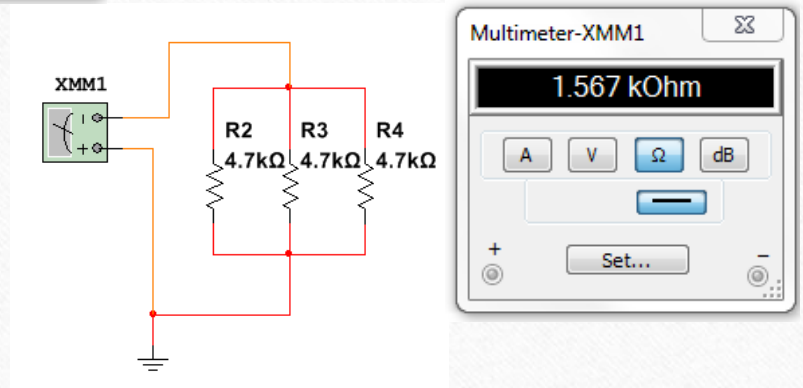 XMM1
R2 R3 R4
4.7kΩ 4.7kΩ 4.7kΩ
Multimeter-XMM1
1.567 kOhm
A V Ω dB
+ −
Set...